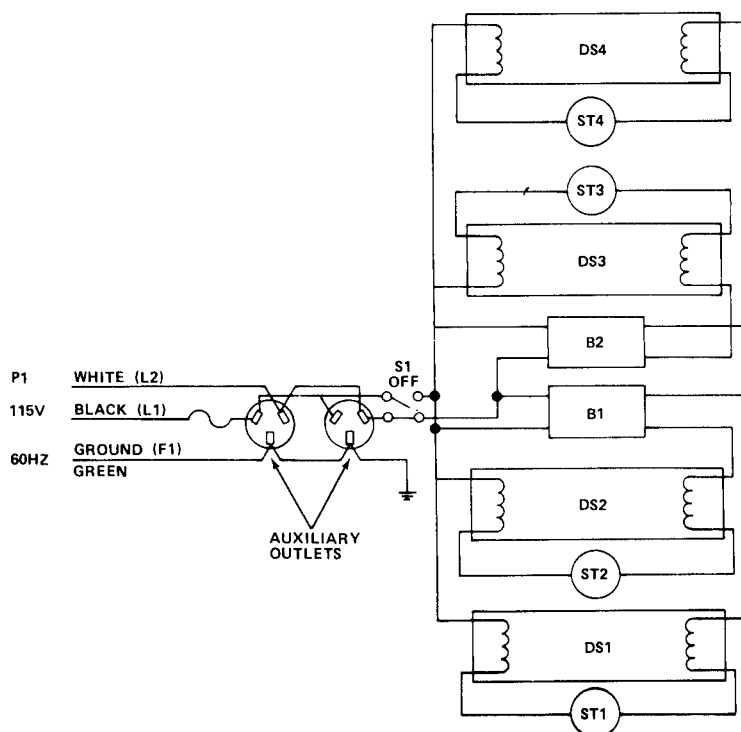 DS4
ST4
ST3
DS3
B2
S1
OFF
P1 WHITE (L2)
115V BLACK (L1)
B1
60HZ GROUND (F1)
GREEN
DS2
AUXILIARY
OUTLETS
ST2
DS1
ST1